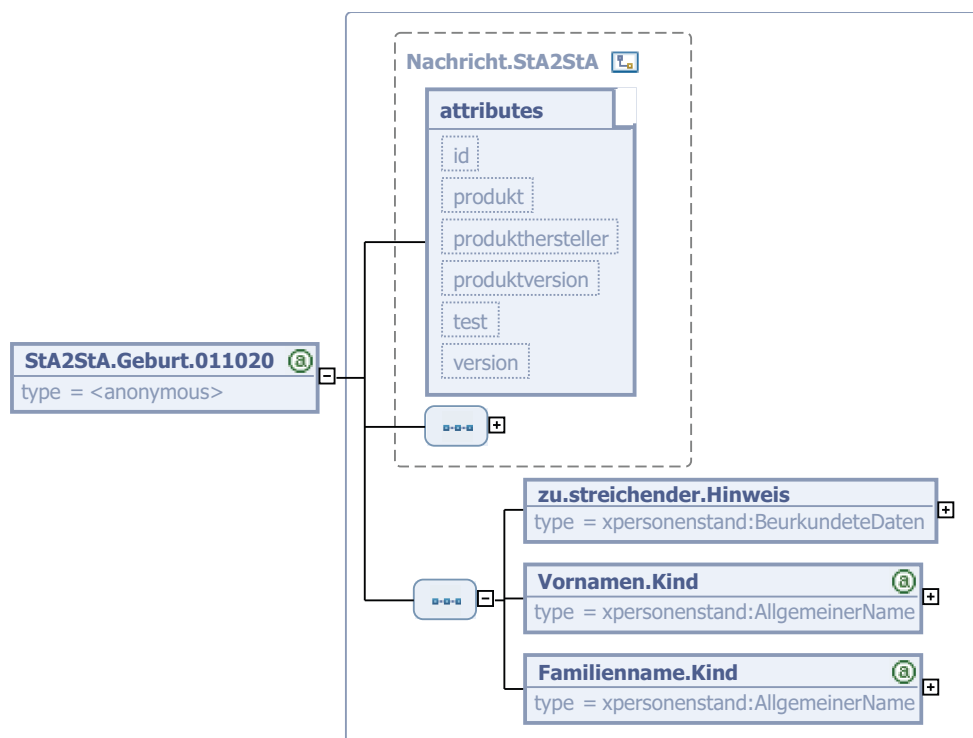 Nachricht.StA2StA
attributes
id
produkt
produkthersteller
produktversion
test
version
StA2StA.Geburt.011020 @
type = <anonymous>
zu.streichender.Hinweis
type = xpersonenstand:BeurkundeteDaten
Vornamen.Kind @
type = xpersonenstand:AllgemeinerName
Familienname.Kind @
type = xpersonenstand:AllgemeinerName